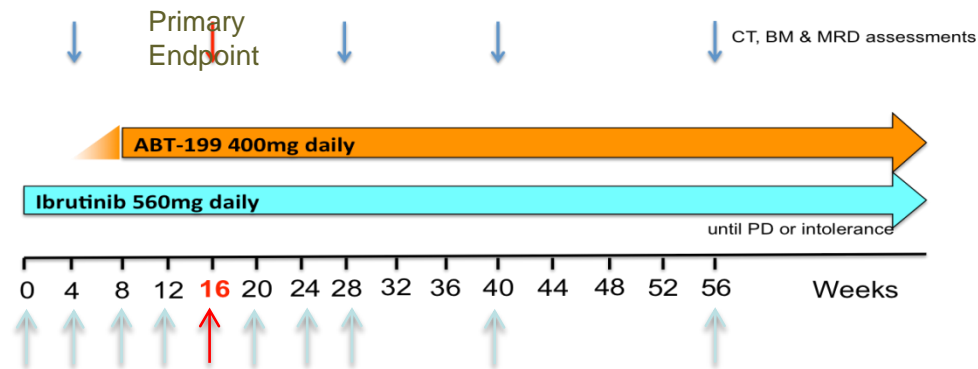 Primary
Endpoint
CT, BM & MRD assessments
ABT-199 400mg daily
Ibrutinib 560mg daily
until PD or intolerance
0 4 8 12 16 20 24 28 32 36 40 44 48 52 56 Weeks